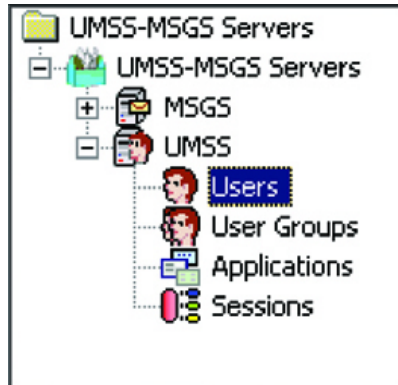 UMSS-MSGS Servers
UMSS-MSGS Servers
MSGS
UMSS
Users
User Groups
Applications
Sessions